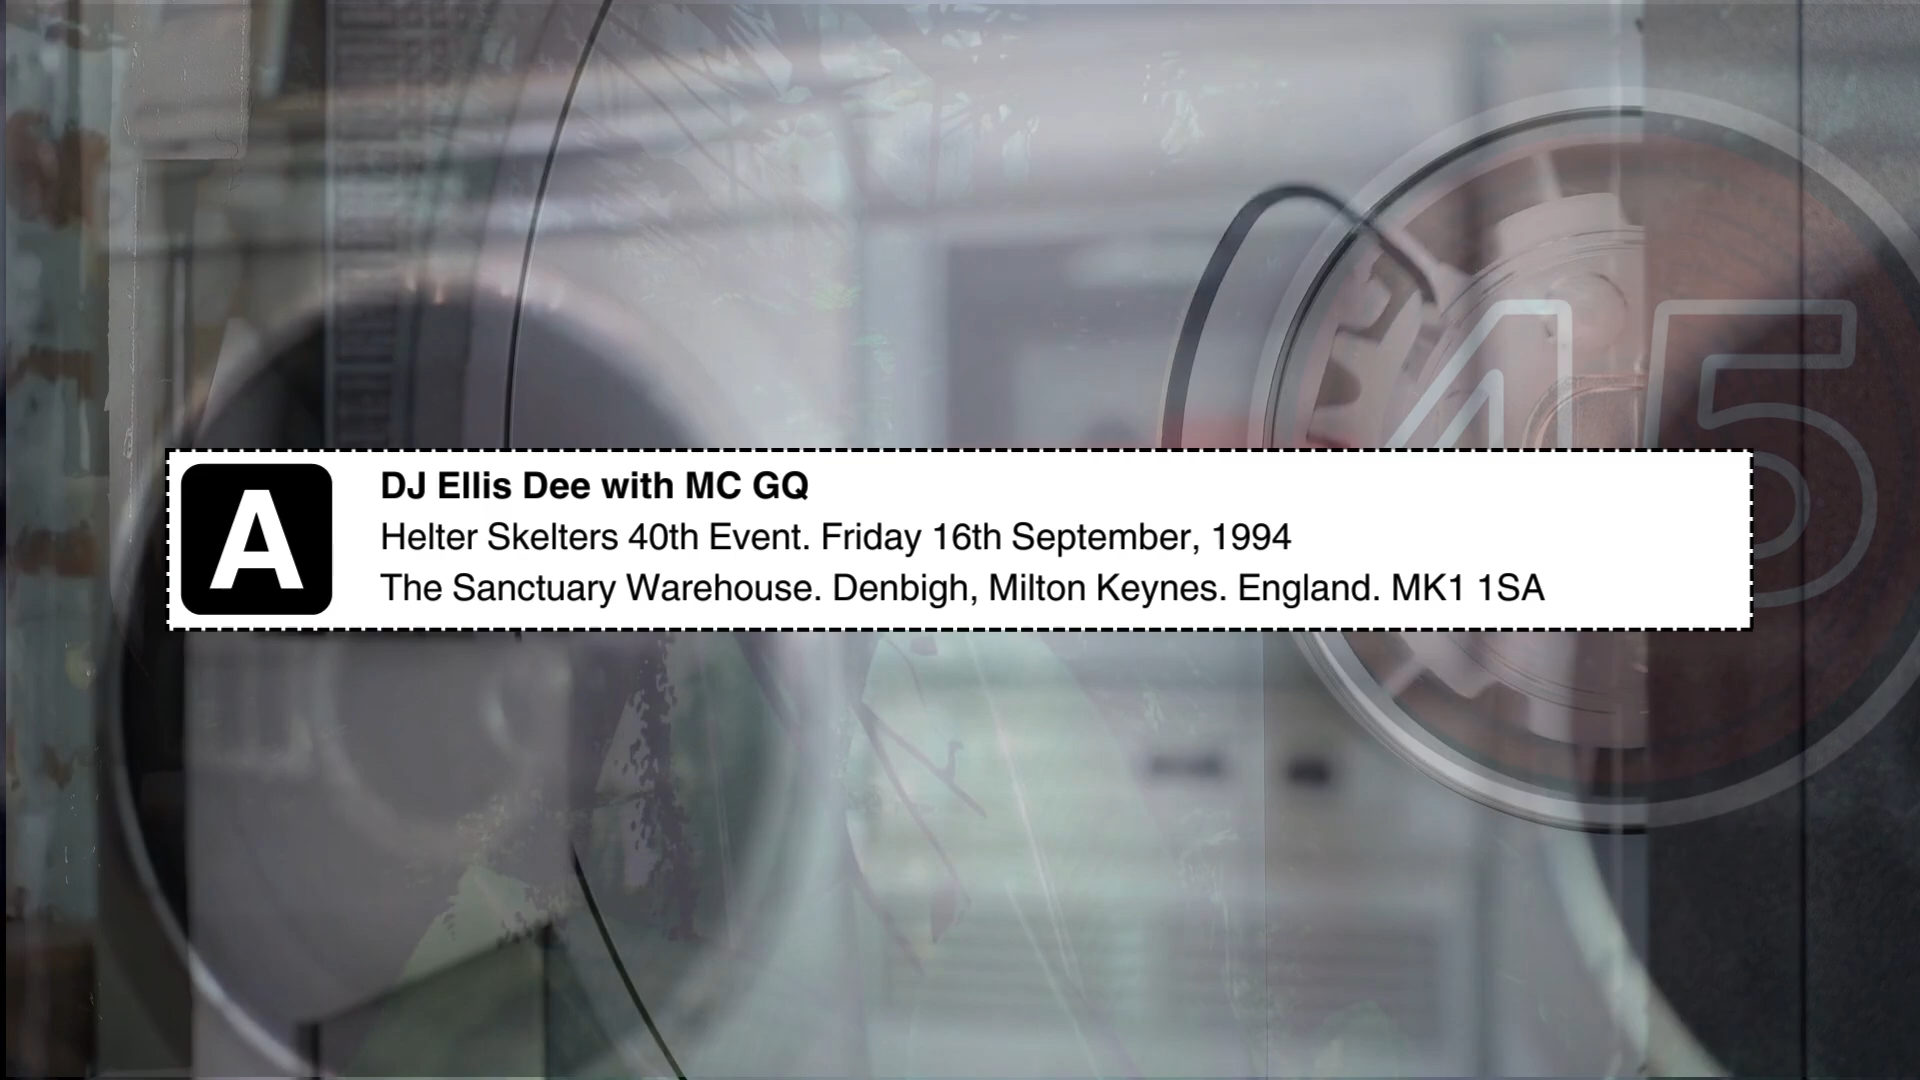 45
A
DJ Ellis Dee with MC GQ
Helter Skelters 40th Event. Friday 16th September, 1994
The Sanctuary Warehouse. Denbigh, Milton Keynes. England. MK1 1SA